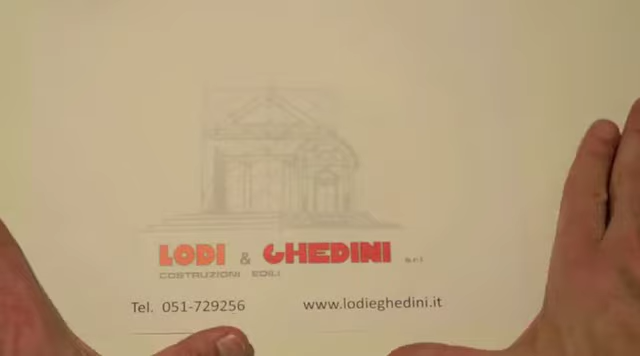 LODI & GHEDINI s.r.l.
COSTRUZIONI EDILI
Tel. 051-729256 www.lodieghedini.it